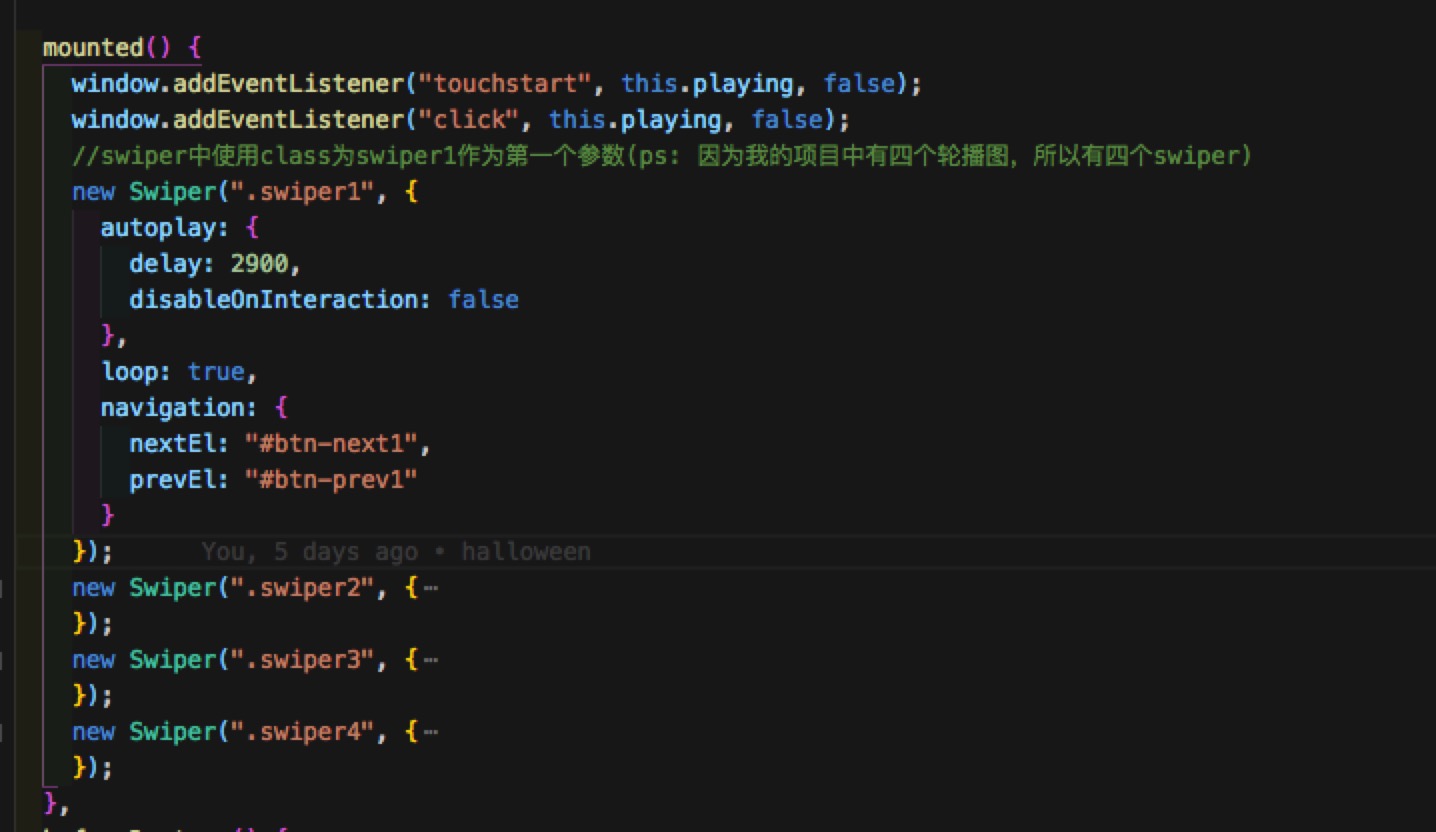 mounted() {
window.addEventListener("touchstart", this.playing, false);
window.addEventListener("click", this.playing, false);
//swiper中使用class为swiper1作为第一个参数(ps: 因为我的项目中有四个轮播图，所以有四个swiper)
new Swiper(".swiper1", {
autoplay: {
delay: 2900,
disableOnInteraction: false
},
loop: true,
navigation: {
nextEl: "#btn-next1",
prevEl: "#btn-prev1"
}
});    You, 5 days ago • halloween
new Swiper(".swiper2", {⋯
});
new Swiper(".swiper3", {⋯
});
new Swiper(".swiper4", {⋯
});
},